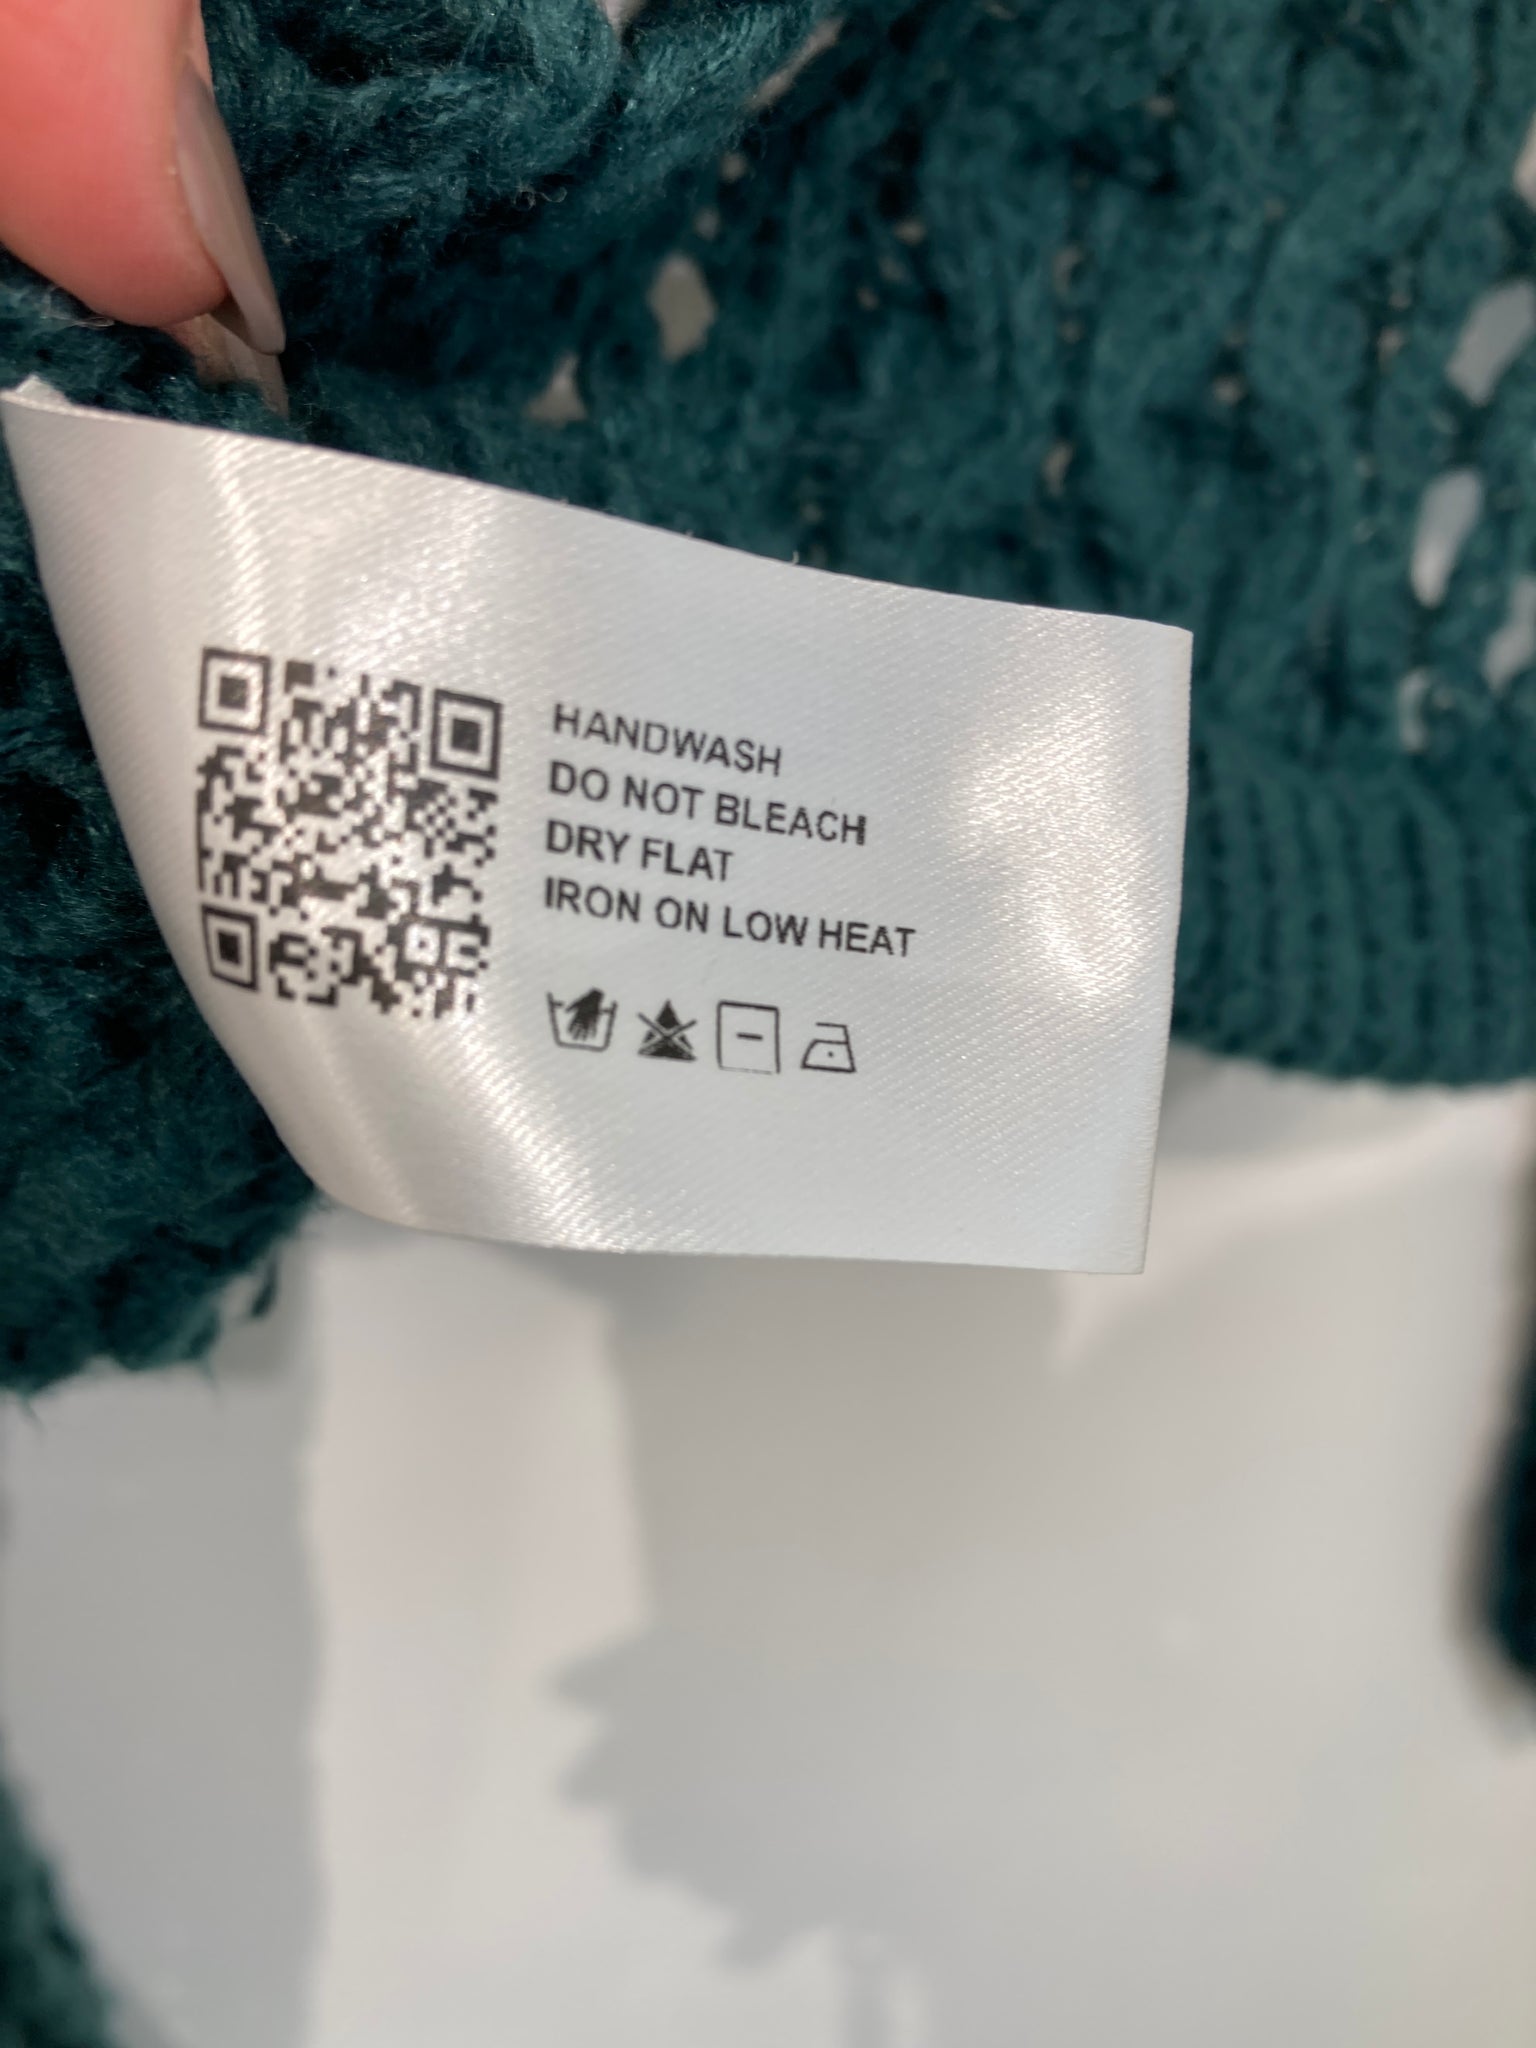 HANDWASH
DO NOT BLEACH
DRY FLAT
IRON ON LOW HEAT